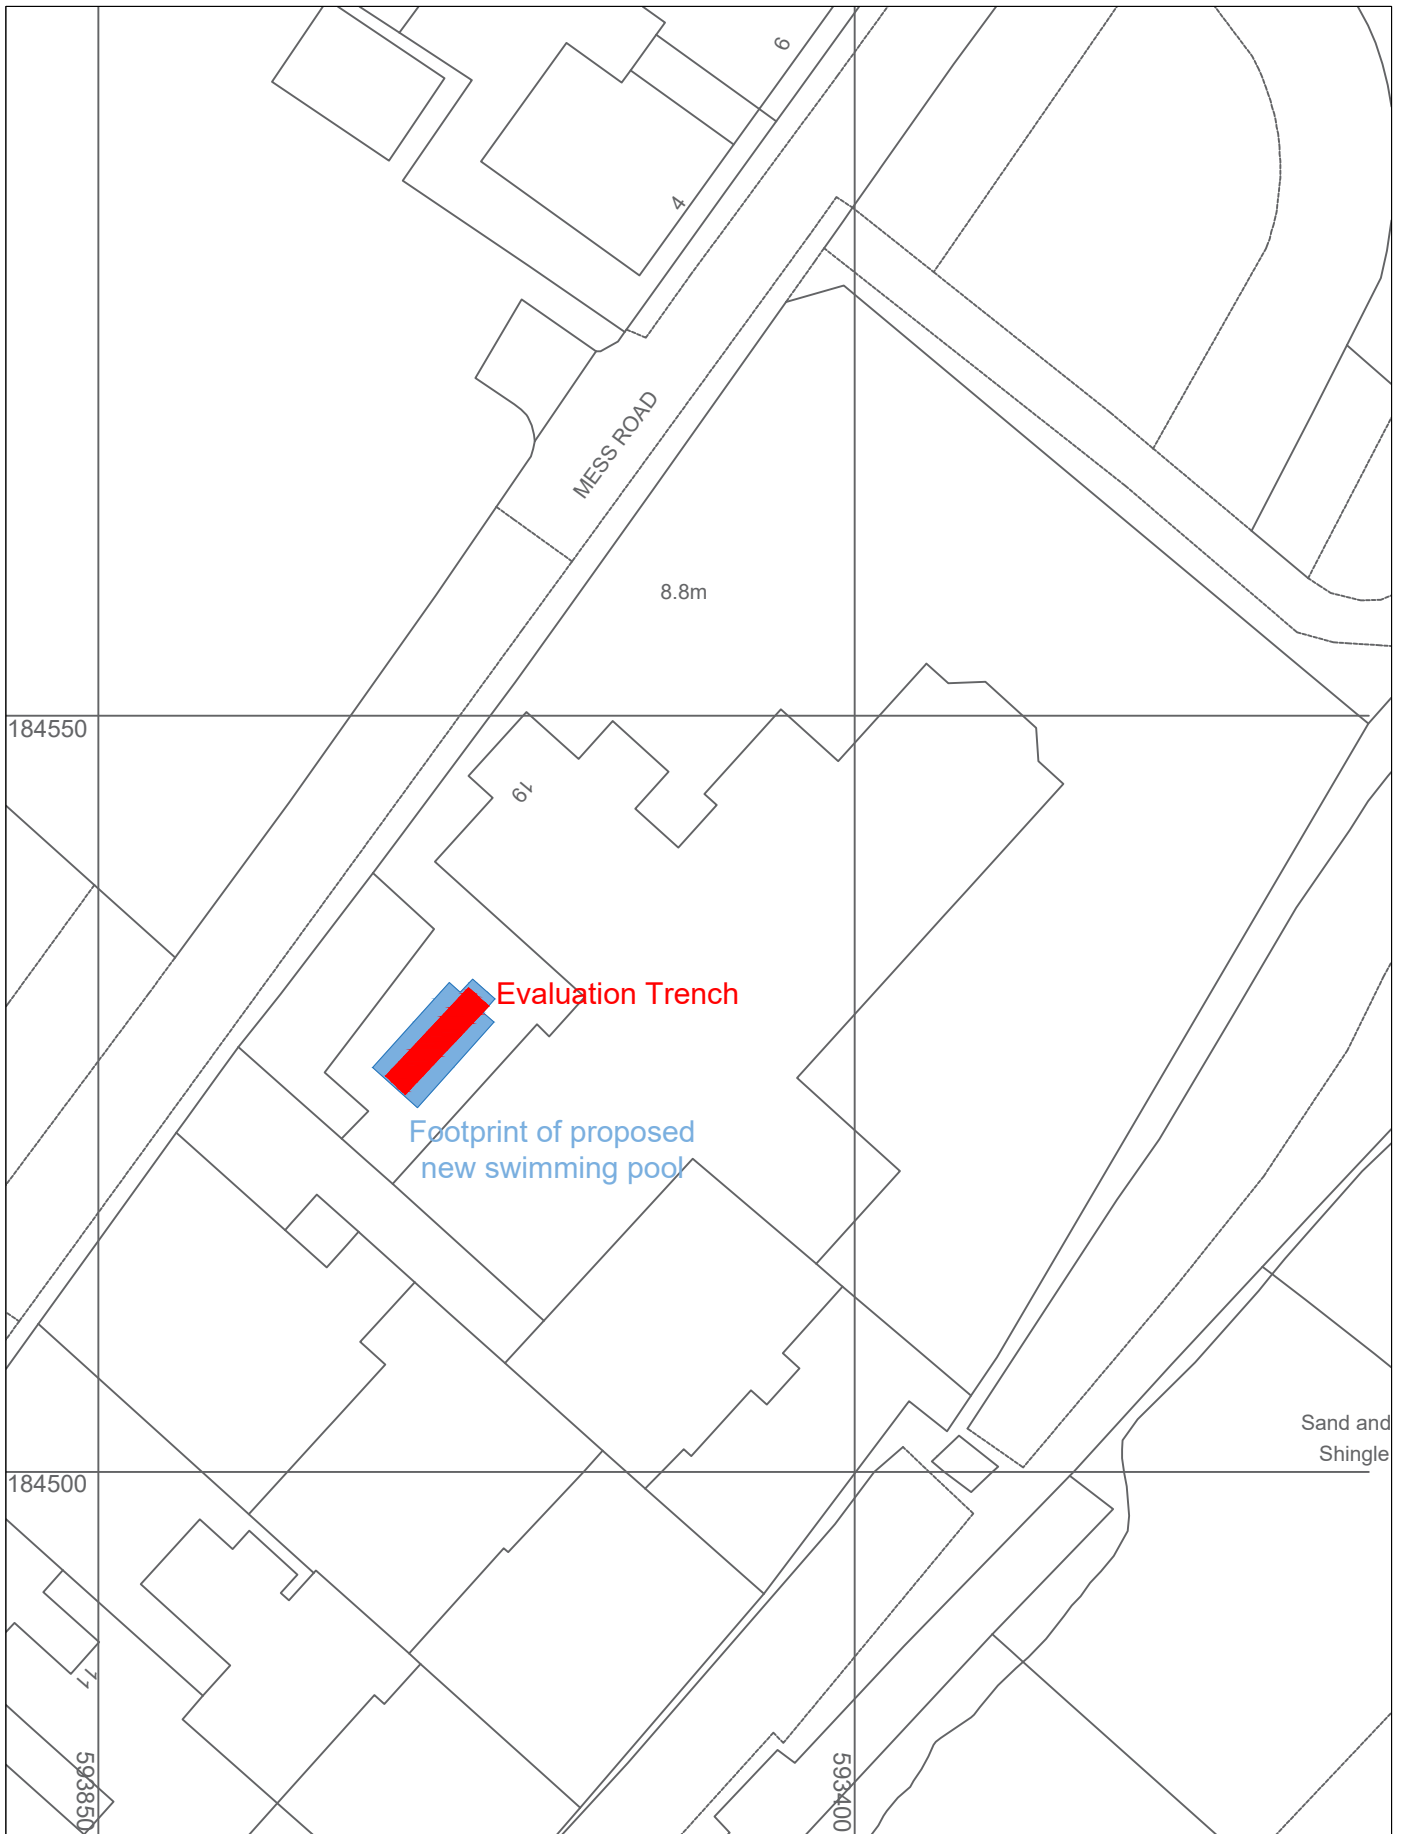 6
4
MESS ROAD
8.8m
184550
19
Evaluation Trench
Footprint of proposed
new swimming pool
Sand and
Shingle
184500
11
593850
593400